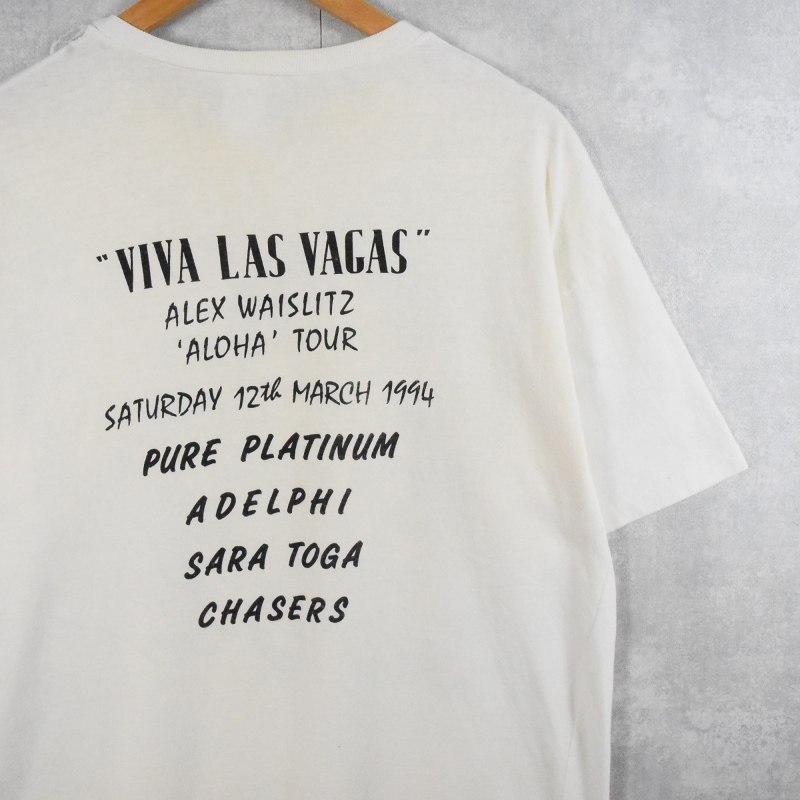 "VIVA LAS VAGAS"
ALEX WAISLITZ
'ALOHA' TOUR
SATURDAY 12th MARCH 1994
PURE PLATINUM
ADELPHI
SARA TOGA
CHASERS